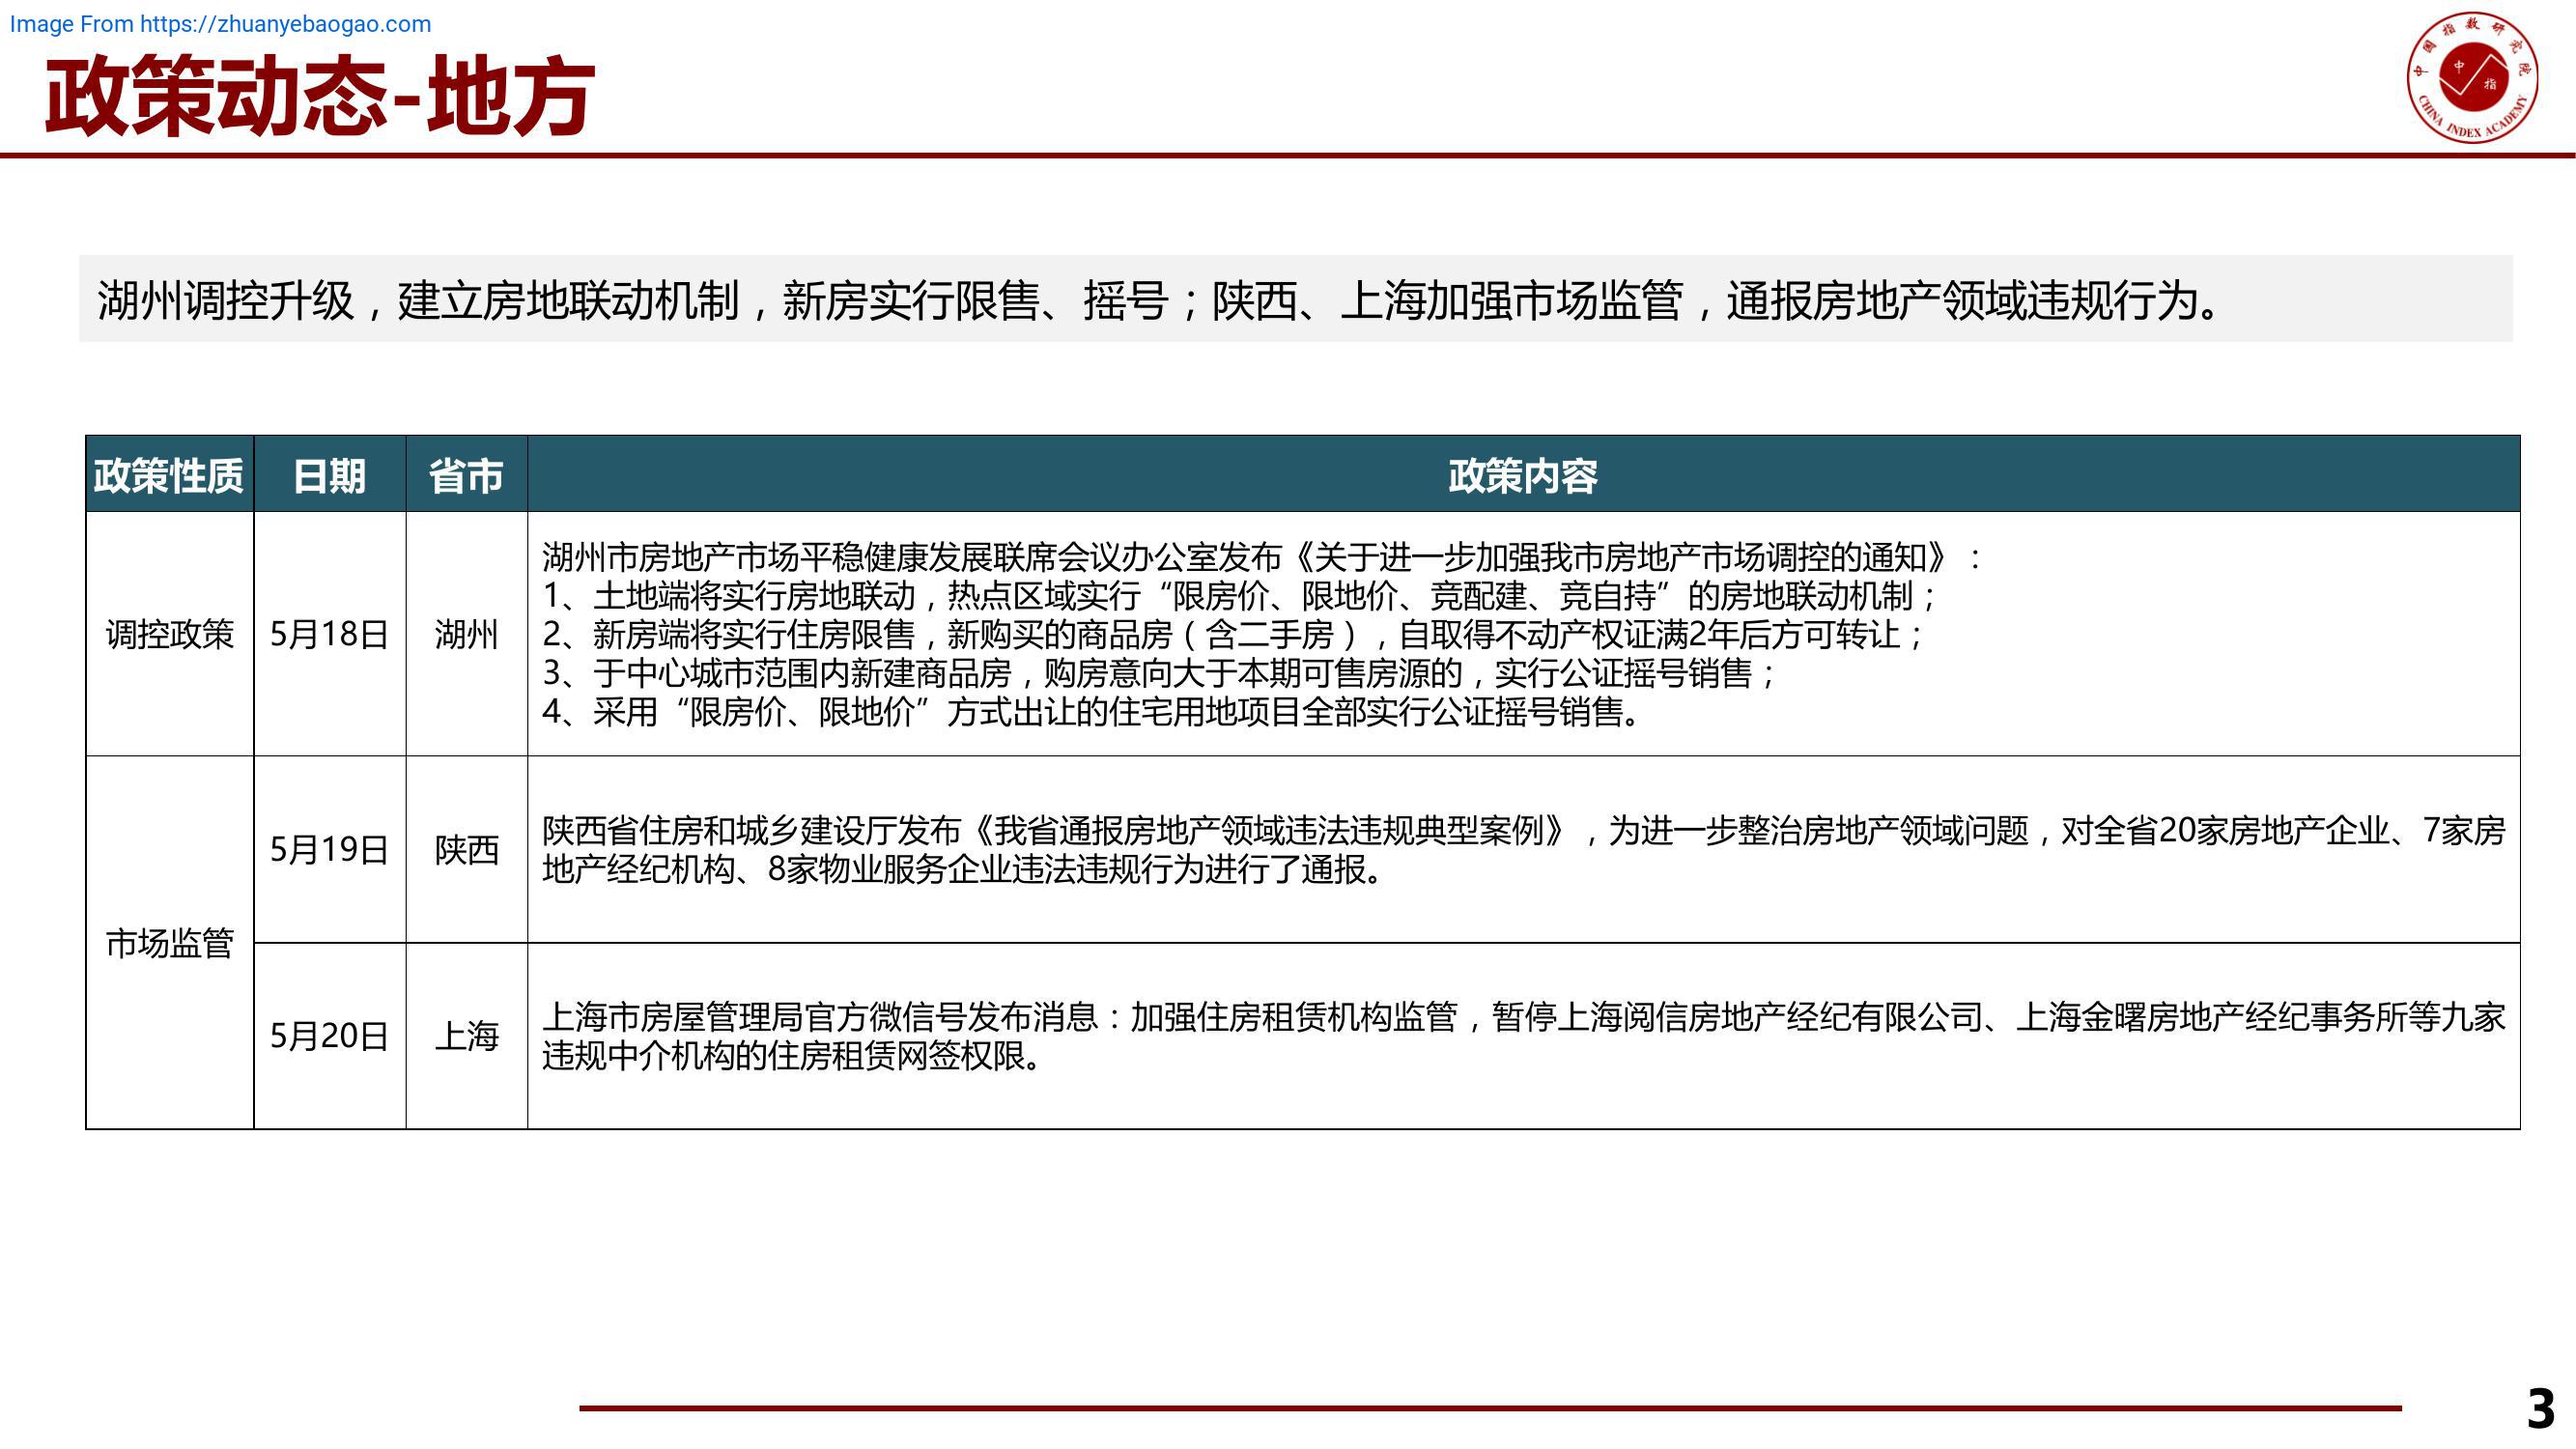 Image From https://zhuanyebaogao.com
政策动态-地方
中国指数研究院
中指
CHINA INDEX ACADEMY
湖州调控升级，建立房地联动机制，新房实行限售、摇号；陕西、上海加强市场监管，通报房地产领域违规行为。
政策性质 日期 省市 政策内容
调控政策 5月18日 湖州
湖州市房地产市场平稳健康发展联席会议办公室发布《关于进一步加强我市房地产市场调控的通知》：
1、土地端将实行房地联动，热点区域实行“限房价、限地价、竞配建、竞自持”的房地联动机制；
2、新房端将实行住房限售，新购买的商品房（含二手房），自取得不动产权证满2年后方可转让；
3、于中心城市范围内新建商品房，购房意向大于本期可售房源的，实行公证摇号销售；
4、采用“限房价、限地价”方式出让的住宅用地项目全部实行公证摇号销售。
市场监管
5月19日 陕西
陕西省住房和城乡建设厅发布《我省通报房地产领域违法违规典型案例》，为进一步整治房地产领域问题，对全省20家房地产企业、7家房
地产经纪机构、8家物业服务企业违法违规行为进行了通报。
5月20日 上海
上海市房屋管理局官方微信号发布消息：加强住房租赁机构监管，暂停上海阅信房地产经纪有限公司、上海金曙房地产经纪事务所等九家
违规中介机构的住房租赁网签权限。
3